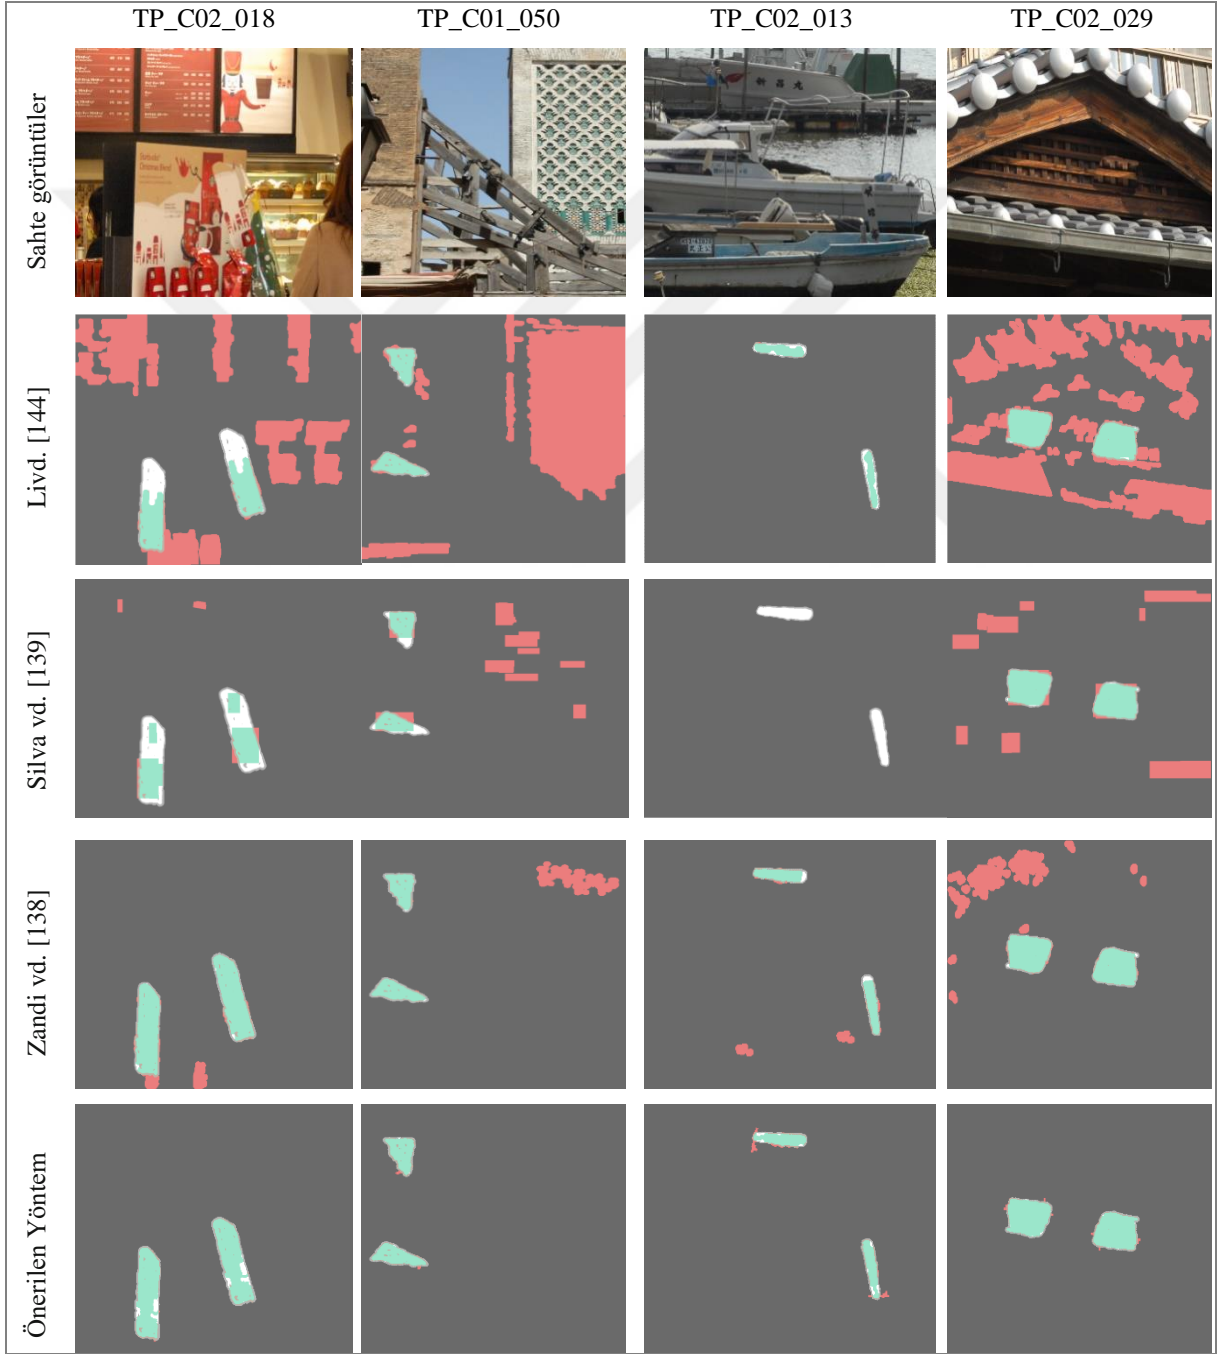 TP_C02_018 TP_C01_050 TP_C02_013 TP_C02_029
Sahte görüntüler
Livd. [144]
Silva vd. [139]
Zandi vd. [138]
Önerilen Yöntem